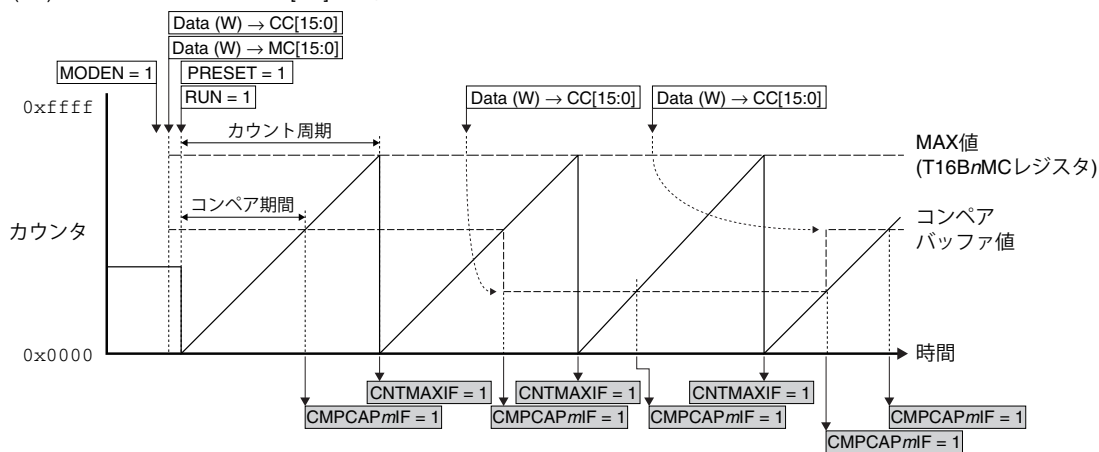 Data (W) → CC[15:0]
Data (W) → MC[15:0]
MODEN = 1
PRESET = 1
RUN = 1
Data (W) → CC[15:0]
Data (W) → CC[15:0]
0xffff
カウント周期
MAX値
(T16BnMCレジスタ)
コンペア期間
コンペア
バッファ値
カウンタ
0x0000
時間
CNTMAXIF = 1
CNTMAXIF = 1
CNTMAXIF = 1
CMPCAPmIF = 1
CMPCAPmIF = 1
CMPCAPmIF = 1
CMPCAPmIF = 1
CMPCAPmIF = 1